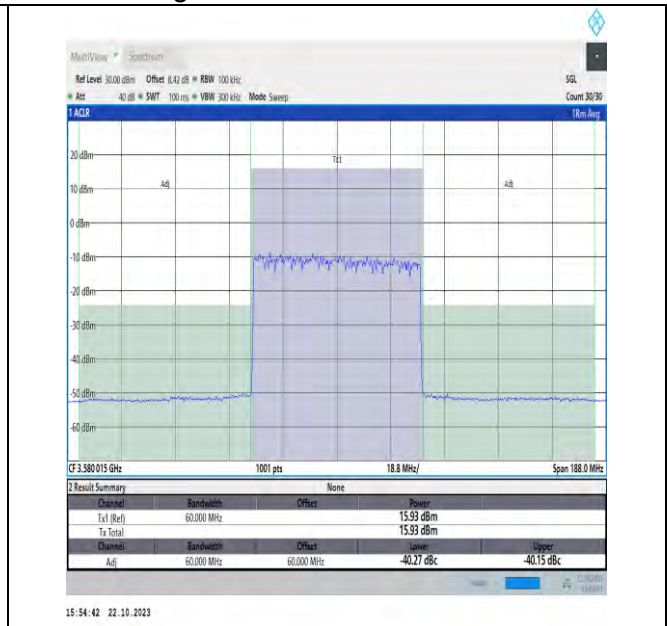 MultiView Spectrum
Ref Level 30.00 dBm Offset 8.42 dB RBW 100 kHz SGL
Att 40 dB SWT 100 ms VBW 300 kHz Mode Sweep Count 30/30
1 ACLR 1Rm Avg
Tx1
20 dBm
Adj Adj
10 dBm
0 dBm
-10 dBm
-20 dBm
-30 dBm
-40 dBm
-50 dBm
-60 dBm
CF 3.580 015 GHz 1001 pts 18.8 MHz/ Span 188.0 MHz
2 Result Summary None
Channel Bandwidth Offset Power
Tx1 (Ref) 60.000 MHz 15.93 dBm
Tx Total 15.93 dBm
Channel Bandwidth Offset Lower Upper
Adj 60.000 MHz 60.000 MHz -40.27 dBc -40.15 dBc
15:54:42 22.10.2023